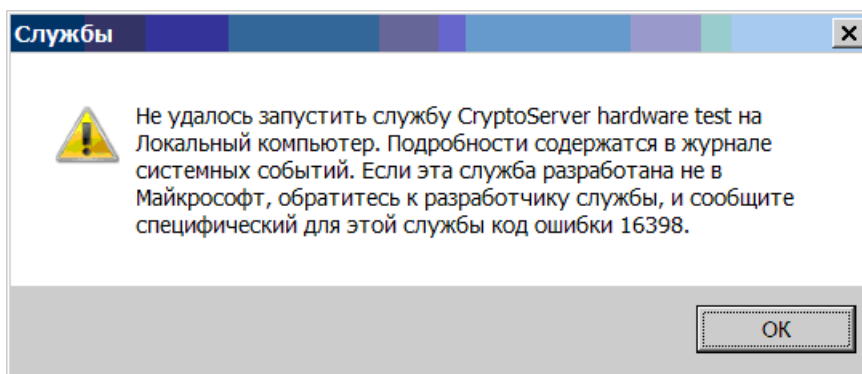 Службы
Не удалось запустить службу CryptoServer hardware test на
Локальный компьютер. Подробности содержатся в журнале
системных событий. Если эта служба разработана не в
Майкрософт, обратитесь к разработчику службы, и сообщите
специфический для этой службы код ошибки 16398.
ОК